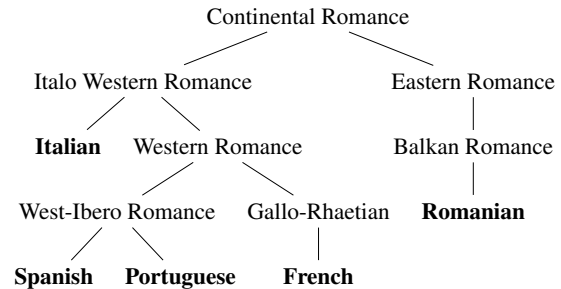 Continental Romance
Italo Western Romance Eastern Romance
Italian Western Romance Balkan Romance
West-Ibero Romance Gallo-Rhaetian Romanian
Spanish Portuguese French